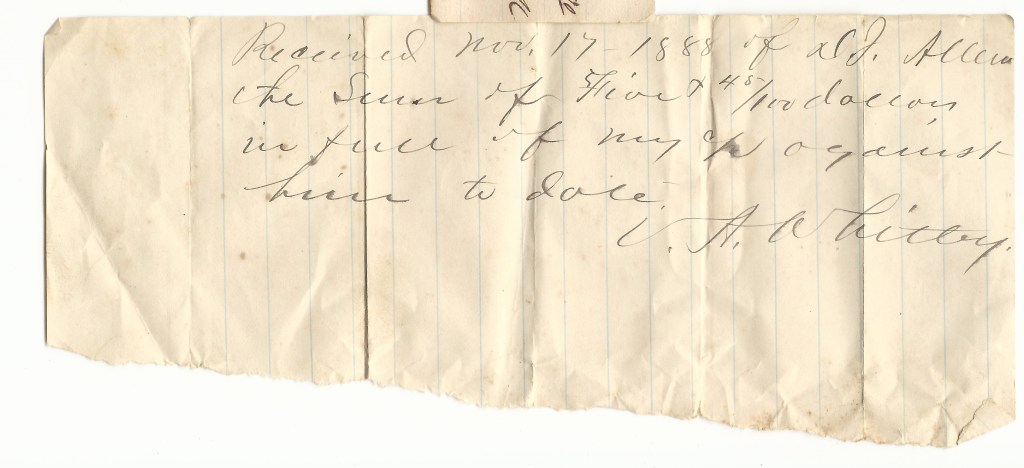 Received Nov. 17 - 1888 of D. J. Allen
the Sum of Five & 45/100 dollars
in full of my a/c against
him to date.
V. A. Whitley.